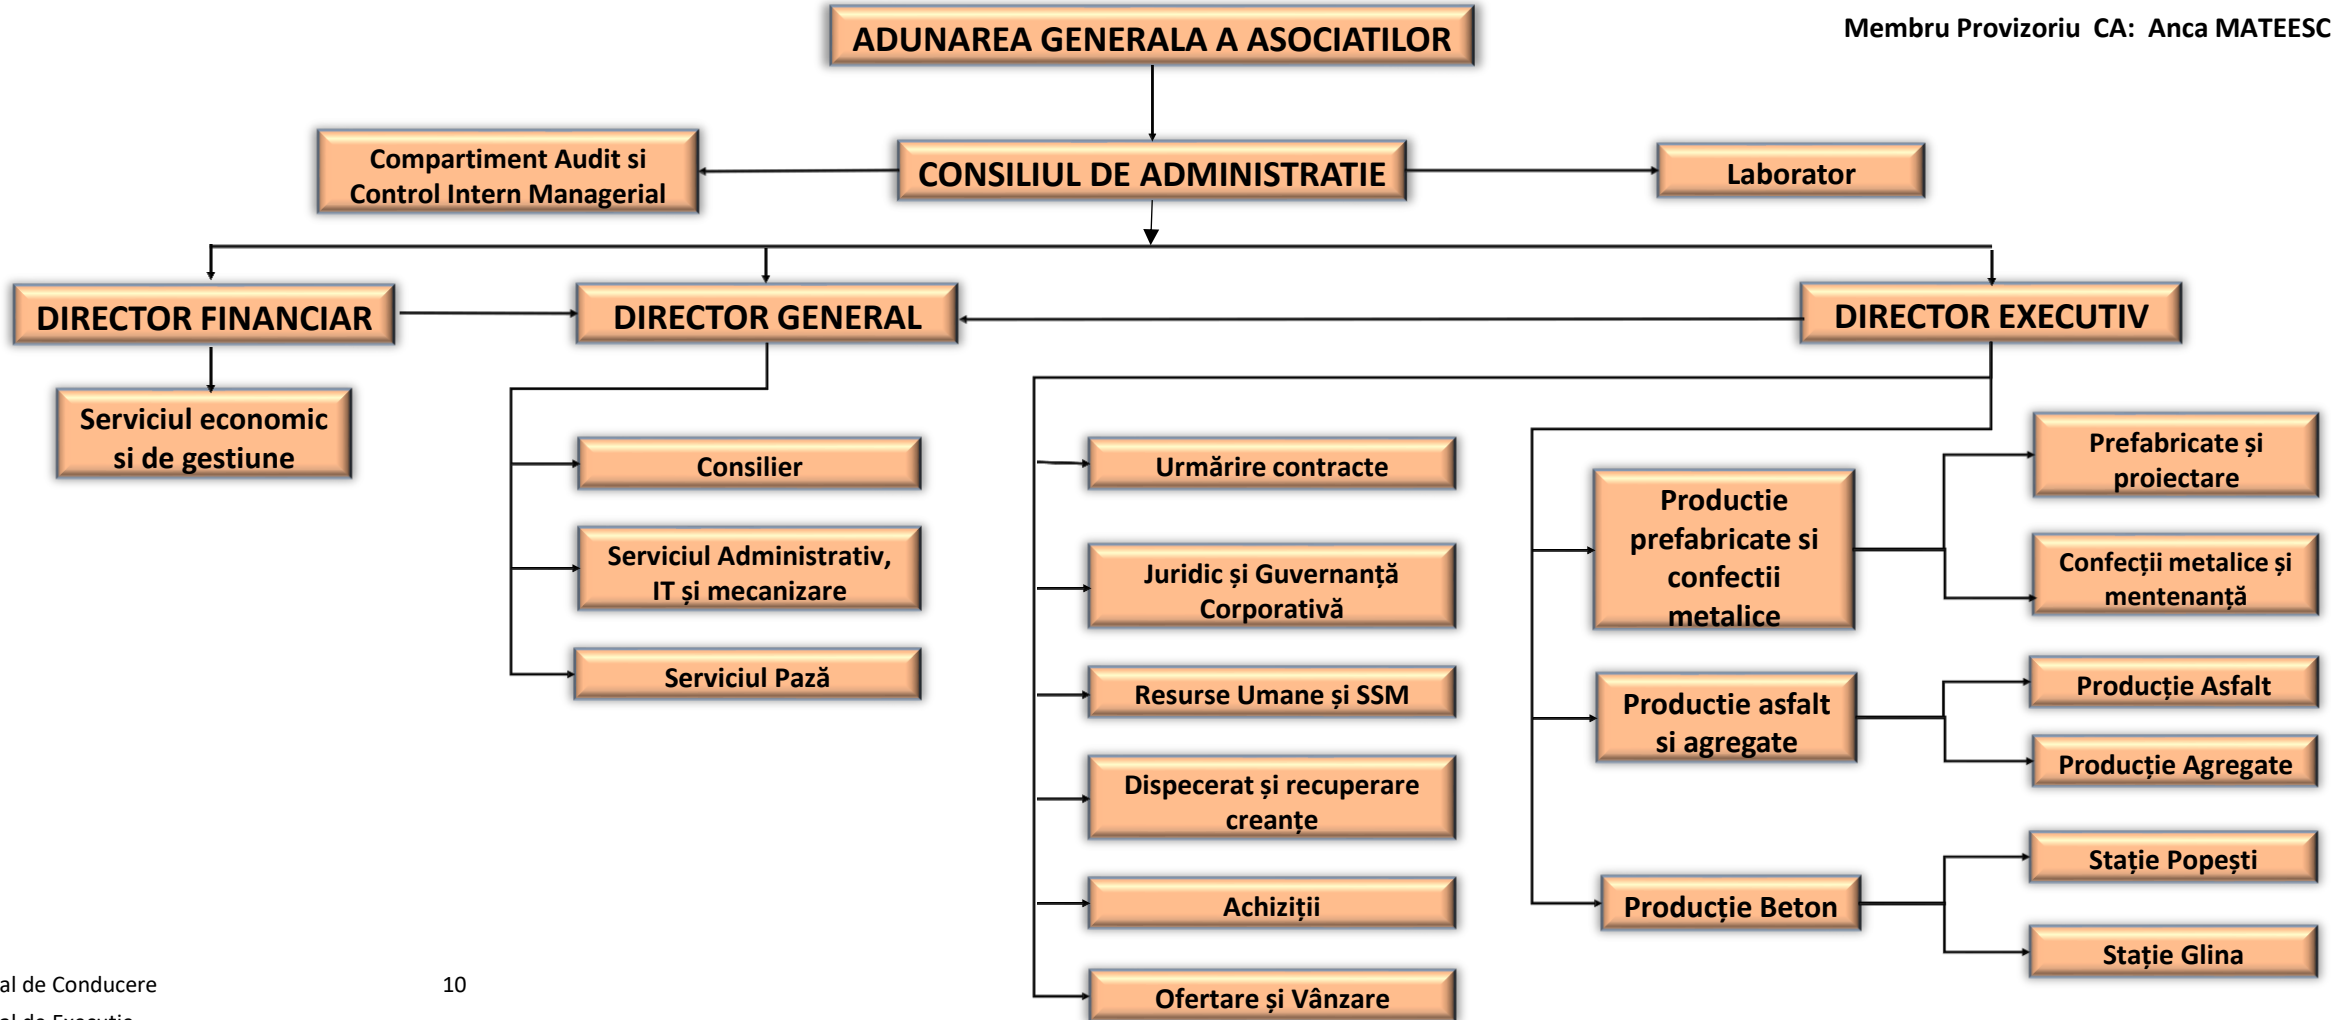 ADUNAREA GENERALA A ASOCIATILOR
Membru Provizoriu CA: Anca MATEESC
Compartiment Audit si
Control Intern Managerial
CONSILIUL DE ADMINISTRATIE
Laborator
DIRECTOR FINANCIAR
DIRECTOR GENERAL
DIRECTOR EXECUTIV
Serviciul economic
si de gestiune
Consilier
Serviciul Administrativ,
IT și mecanizare
Serviciul Pază
Urmărire contracte
Juridic și Guvernanță
Corporativă
Resurse Umane și SSM
Dispecerat și recuperare
creanțe
Achiziții
Ofertare și Vânzare
Productie
prefabricate si
confectii
metalice
Prefabricate și
proiectare
Confecții metalice și
mentenanță
Productie asfalt
si agregate
Producție Asfalt
Producție Agregate
Producție Beton
Stație Popești
Stație Glina
al de Conducere 10